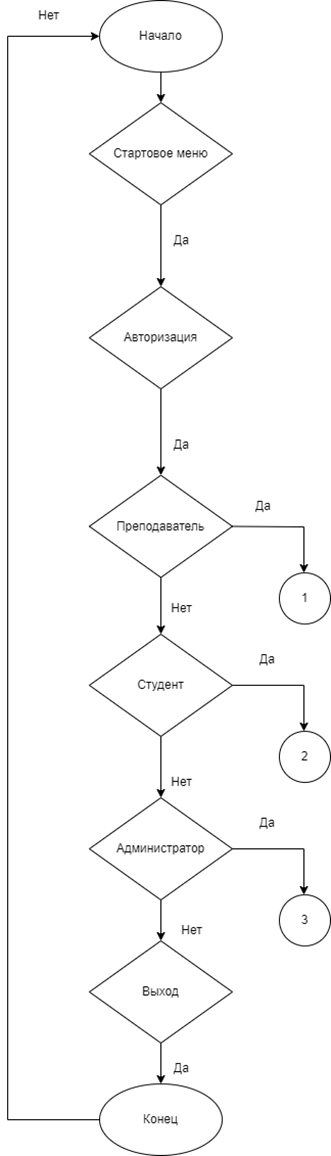 Нет
Начало
Стартовое меню
Да
Авторизация
Да
Преподаватель
Да
1
Нет
Студент
Да
2
Нет
Администратор
Да
3
Нет
Выход
Да
Конец